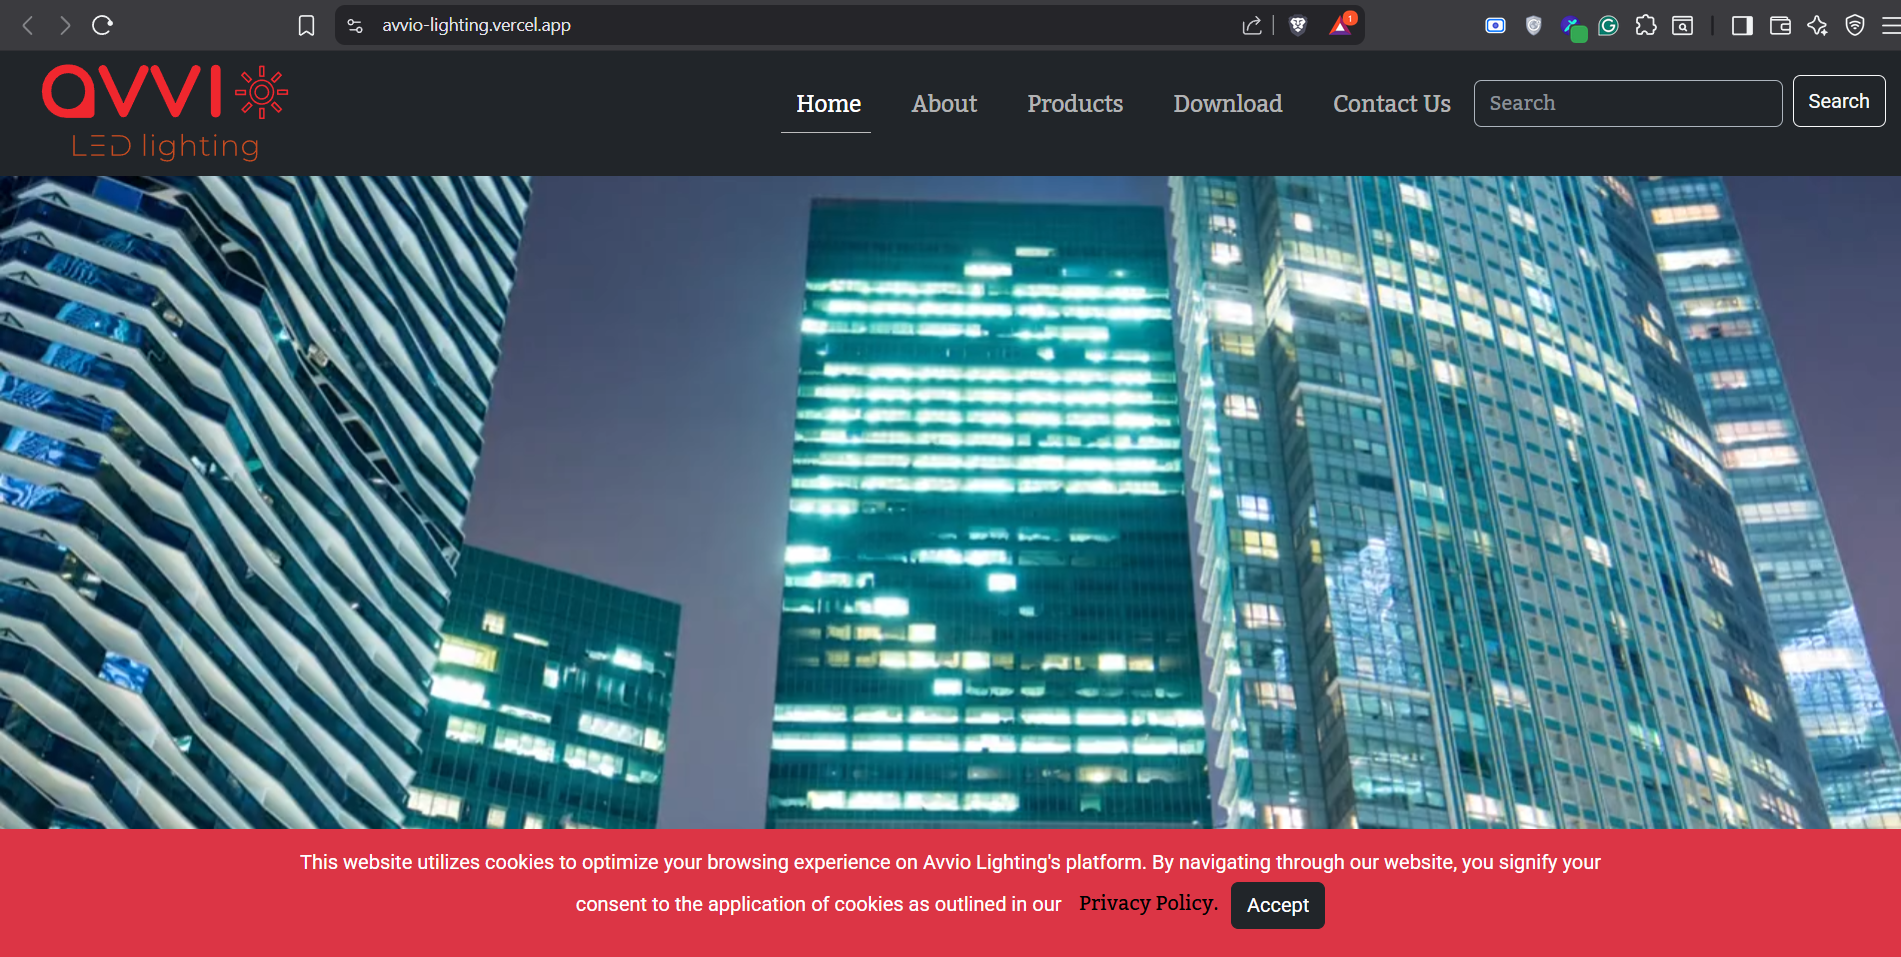 avvio-lighting.vercel.app
1
avvio
LED lighting
Home
About
Products
Download
Contact Us
Search
Search
This website utilizes cookies to optimize your browsing experience on Avvio Lighting's platform. By navigating through our website, you signify your
consent to the application of cookies as outlined in our Privacy Policy. Accept